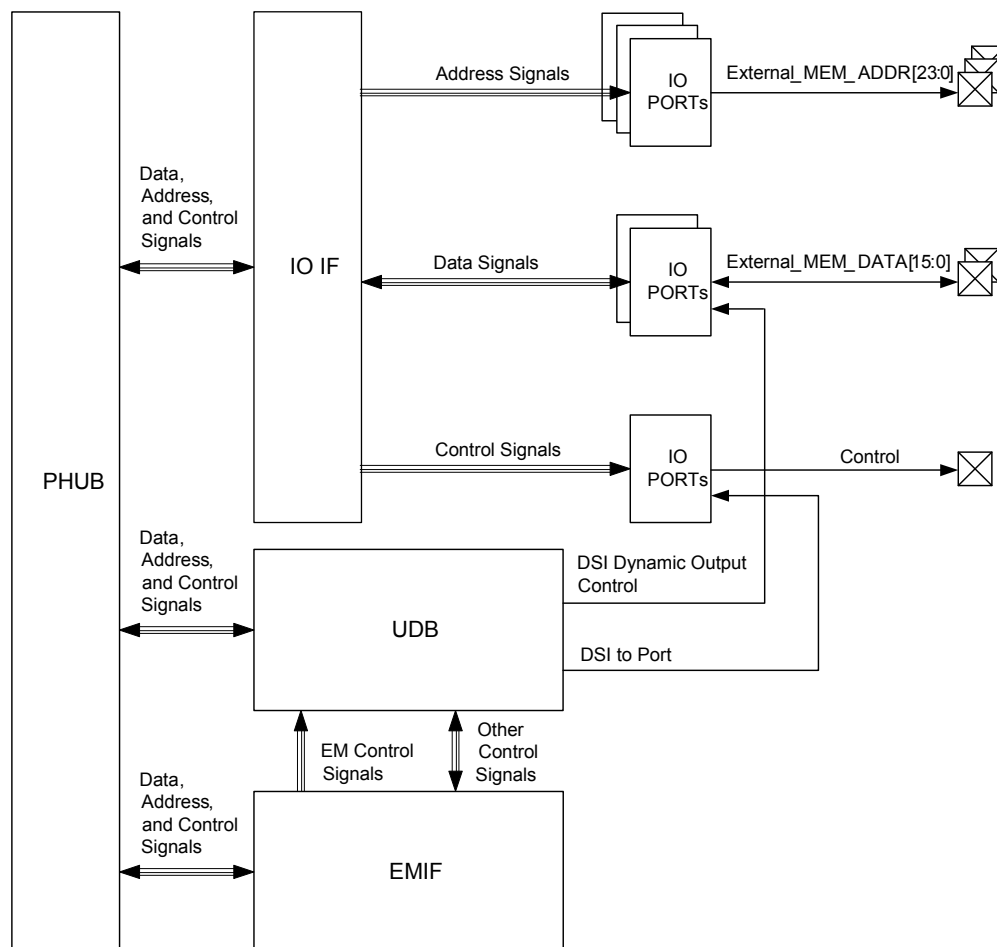 Address Signals
IO
PORTs
External_MEM_ADDR[23:0]
Data,
Address,
and Control
Signals
IO IF
Data Signals
IO
PORTs
External_MEM_DATA[15:0]
PHUB
Control Signals
IO
PORTs
Control
Data,
Address,
and Control
Signals
UDB
DSI Dynamic Output
Control
DSI to Port
EM Control
Signals
Other
Control
Signals
Data,
Address,
and Control
Signals
EMIF